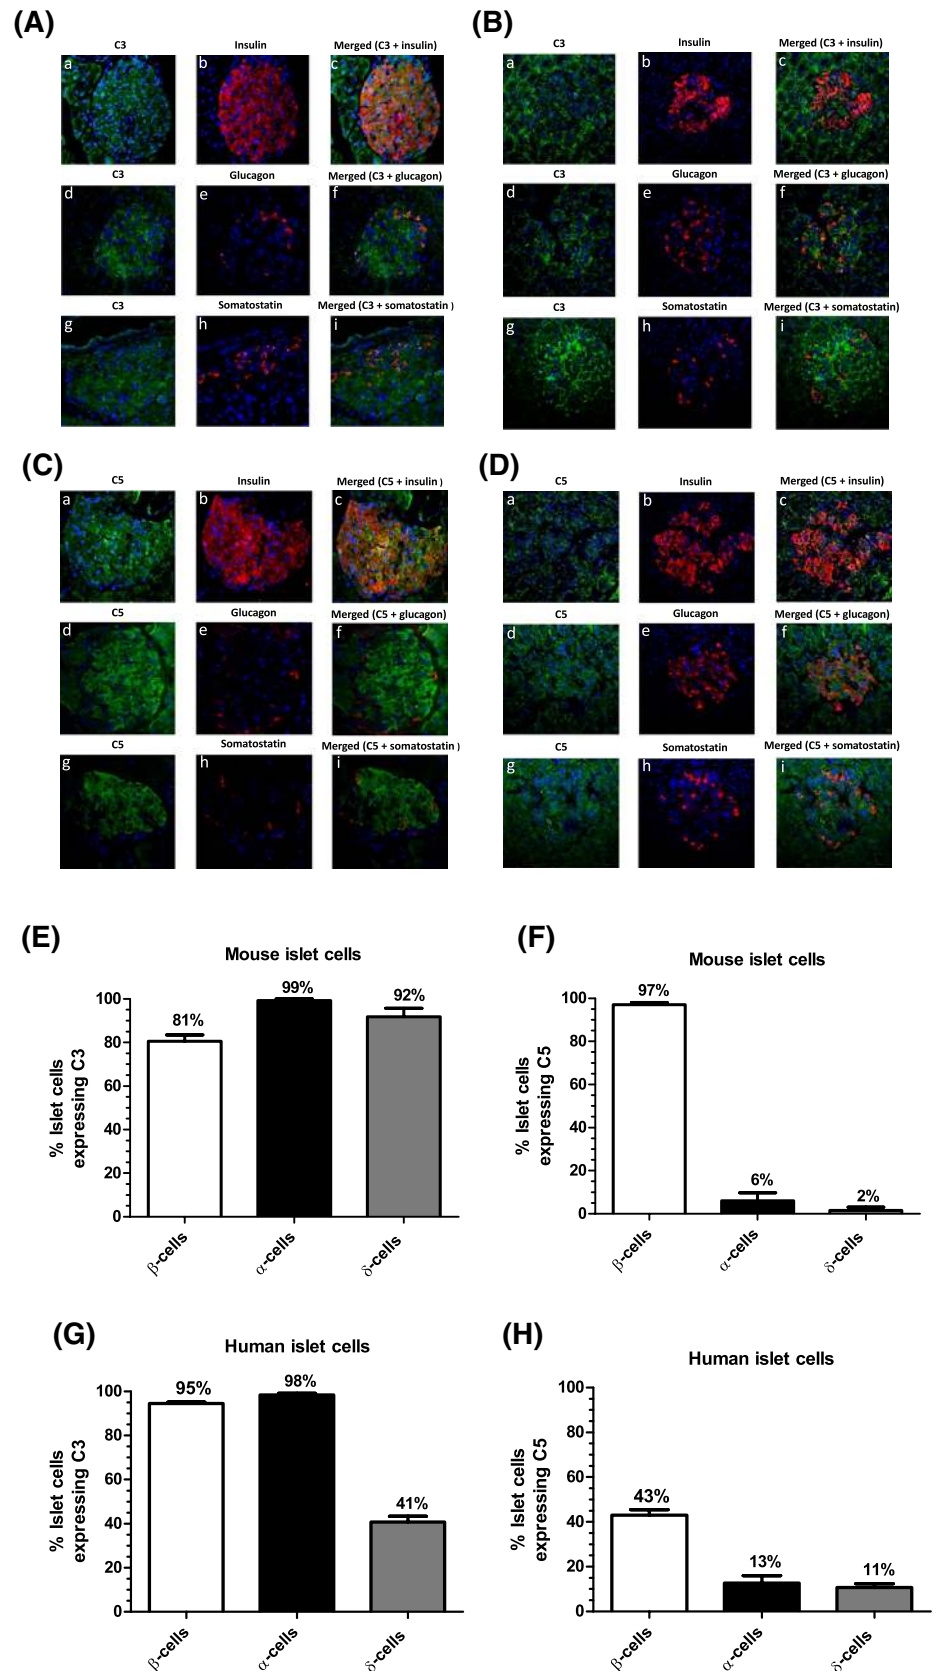 (A)
C3 Insulin Merged (C3 + insulin)
a b c
C3 Glucagon Merged (C3 + glucagon)
d e f
C3 Somatostatin Merged (C3 + somatostatin )
g h i
(B)
C3 Insulin Merged (C3 + insulin)
a b c
C3 Glucagon Merged (C3 + glucagon)
d e f
C3 Somatostatin Merged (C3 + somatostatin)
g h i
(C)
C5 Insulin Merged (C5 + insulin )
a b c
C5 Glucagon Merged (C5 + glucagon)
d e f
C5 Somatostatin Merged (C5 + somatostatin )
g h i
(D)
C5 Insulin Merged (C5 + insulin)
a b c
C5 Glucagon Merged (C5 + glucagon)
d e f
C5 Somatostatin Merged (C5 + somatostatin)
g h i
(E)
Mouse islet cells
% Islet cells
expressing C3
100
80
60
40
20
0
81%
99%
92%
β-cells
α-cells
δ-cells
(F)
Mouse islet cells
% Islet cells
expressing C5
100
80
60
40
20
0
97%
6%
2%
β-cells
α-cells
δ-cells
(G)
Human islet cells
% Islet cells
expressing C3
100
80
60
40
20
0
95%
98%
41%
β-cells
α-cells
δ-cells
(H)
Human islet cells
% Islet cells
expressing C5
100
80
60
40
20
0
43%
13%
11%
β-cells
α-cells
δ-cells